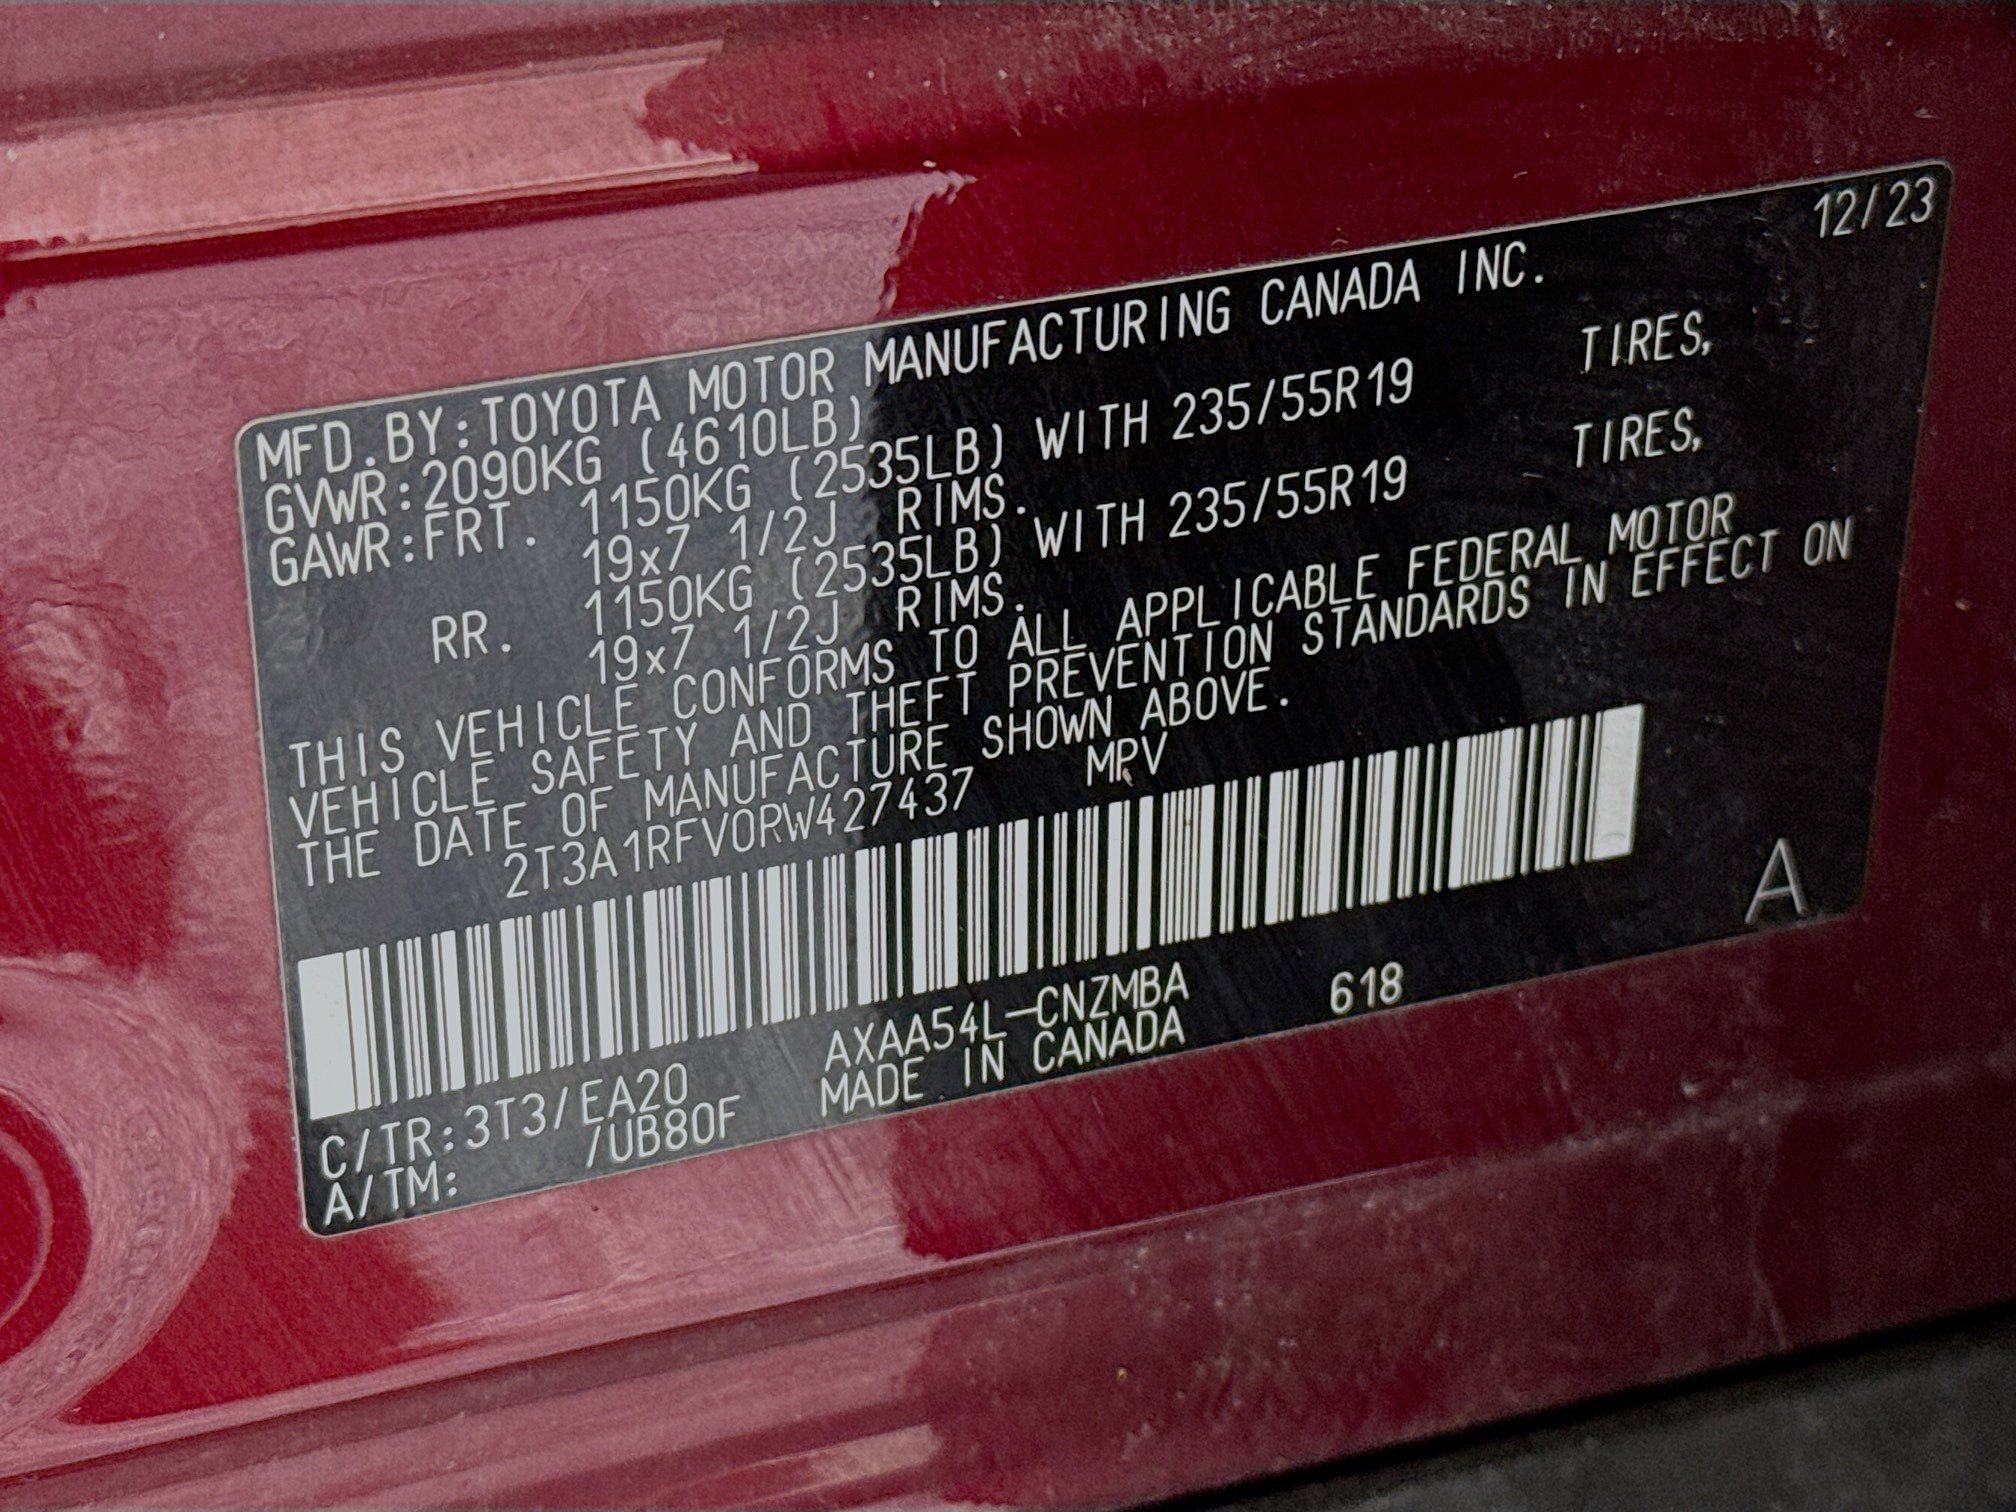 12/23
MFD.BY:TOYOTA MOTOR MANUFACTURING CANADA INC.
GVWR:2090KG (4610LB)
GAWR:FRT. 1150KG (2535LB) WITH 235/55R19 TIRES,
19x7 1/2J RIMS.
RR. 1150KG (2535LB) WITH 235/55R19 TIRES,
19x7 1/2J RIMS.
THIS VEHICLE CONFORMS TO ALL APPLICABLE FEDERAL MOTOR
VEHICLE SAFETY AND THEFT PREVENTION STANDARDS IN EFFECT ON
THE DATE OF MANUFACTURE SHOWN ABOVE.
2T3A1RFV0RW427437 MPV
A
C/TR:3T3/EA20 AXAA54L-CNZMBA 618
A/TM: /UB80F MADE IN CANADA